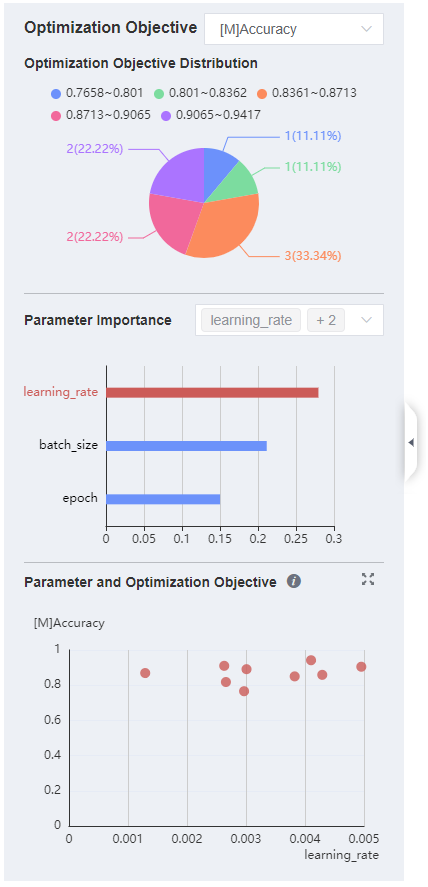 Optimization Objective [M]Accuracy
Optimization Objective Distribution
0.7658~0.801 0.801~0.8362 0.8361~0.8713
0.8713~0.9065 0.9065~0.9417
2(22.22%) 1(11.11%)
1(11.11%)
2(22.22%)
3(33.34%)
Parameter Importance learning_rate + 2
learning_rate
batch_size
epoch
0 0.05 0.1 0.15 0.2 0.25 0.3
Parameter and Optimization Objective i
[M]Accuracy
1
0.8
0.6
0.4
0.2
0
0 0.001 0.002 0.003 0.004 0.005
learning_rate